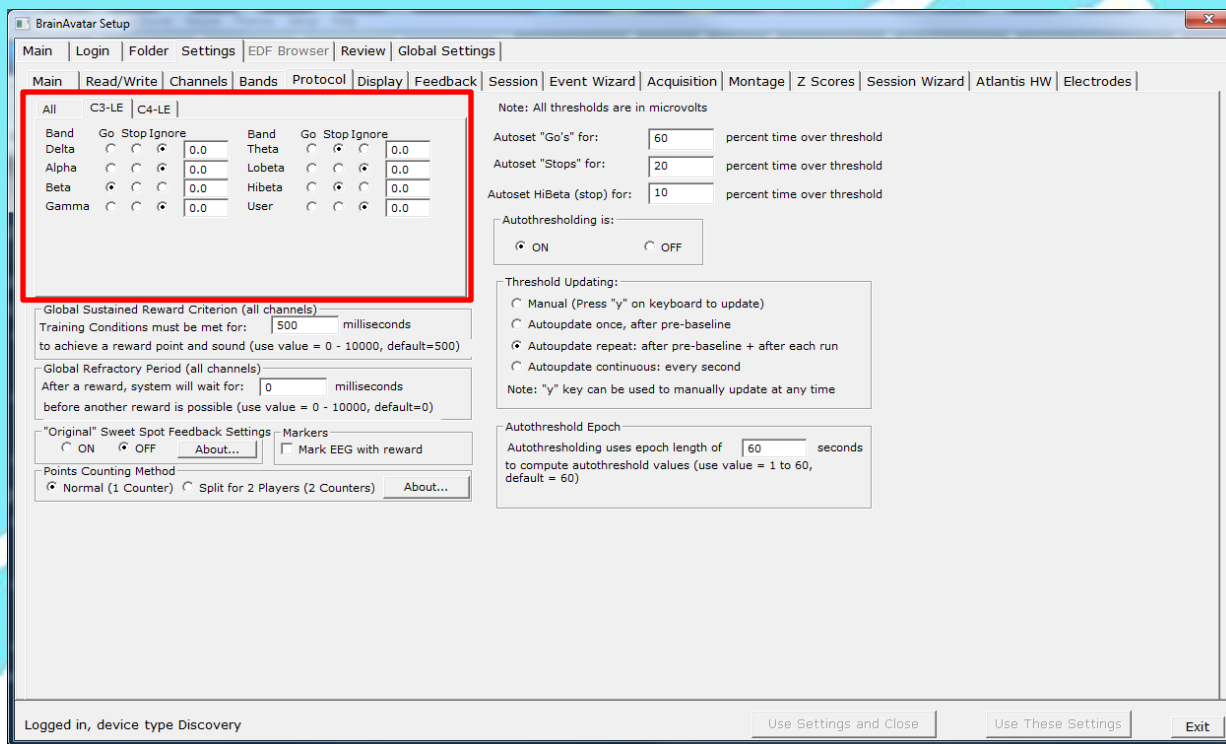 BrainAvatar Setup
Main Login Folder Settings EDF Browser Review Global Settings
Main Read/Write Channels Bands Protocol Display Feedback Session Event Wizard Acquisition Montage Z Scores Session Wizard Atlantis HW Electrodes
All C3-LE C4-LE
Band Go Stop Ignore Band Go Stop Ignore
Delta 0.0 Theta 0.0
Alpha 0.0 Lobeta 0.0
Beta 0.0 Hibeta 0.0
Gamma 0.0 User 0.0
Global Sustained Reward Criterion (all channels)
Training Conditions must be met for: 500 milliseconds
to achieve a reward point and sound (use value = 0 - 10000, default=500)
Global Refractory Period (all channels)
After a reward, system will wait for: 0 milliseconds
before another reward is possible (use value = 0 - 10000, default=0)
"Original" Sweet Spot Feedback Settings Markers
ON OFF About... Mark EEG with reward
Points Counting Method
Normal (1 Counter) Split for 2 Players (2 Counters) About...
Note: All thresholds are in microvolts
Autoset "Go's" for: 60 percent time over threshold
Autoset "Stops" for: 20 percent time over threshold
Autoset HiBeta (stop) for: 10 percent time over threshold
Autothresholding is:
ON OFF
Threshold Updating:
Manual (Press "y" on keyboard to update)
Autoupdate once, after pre-baseline
Autoupdate repeat: after pre-baseline + after each run
Autoupdate continuous: every second
Note: "y" key can be used to manually update at any time
Autothreshold Epoch
Autothresholding uses epoch length of 60 seconds
to compute autothreshold values (use value = 1 to 60,
default = 60)
Logged in, device type Discovery
Use Settings and Close Use These Settings Exit